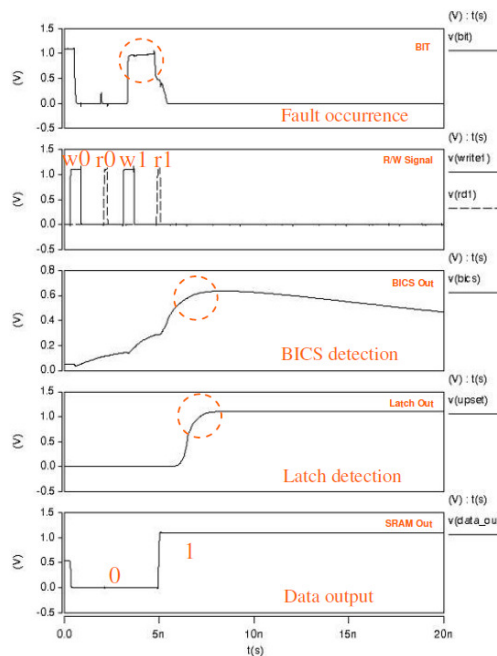 (V) : t(s)
v(bit)
(V)
1.5
1.0
0.5
0.0
-0.5
BIT
Fault occurrence
(V) : t(s)
v(write1)
v(rd1)
(V)
1.5
1.0
0.5
0.0
-0.5
w0 r0 w1 r1
R/W Signal
(V) : t(s)
v(bics)
(V)
0.8
0.6
0.4
0.2
0.0
BICS Out
BICS detection
(V) : t(s)
v(upset)
(V)
1.5
1.0
0.5
0.0
-0.5
Latch Out
Latch detection
(V) : t(s)
v(data_ou
(V)
1.5
1.0
0.5
0.0
-0.5
SRAM Out
0
1
Data output
0.0 5n 10n 15n 20n
t(s)